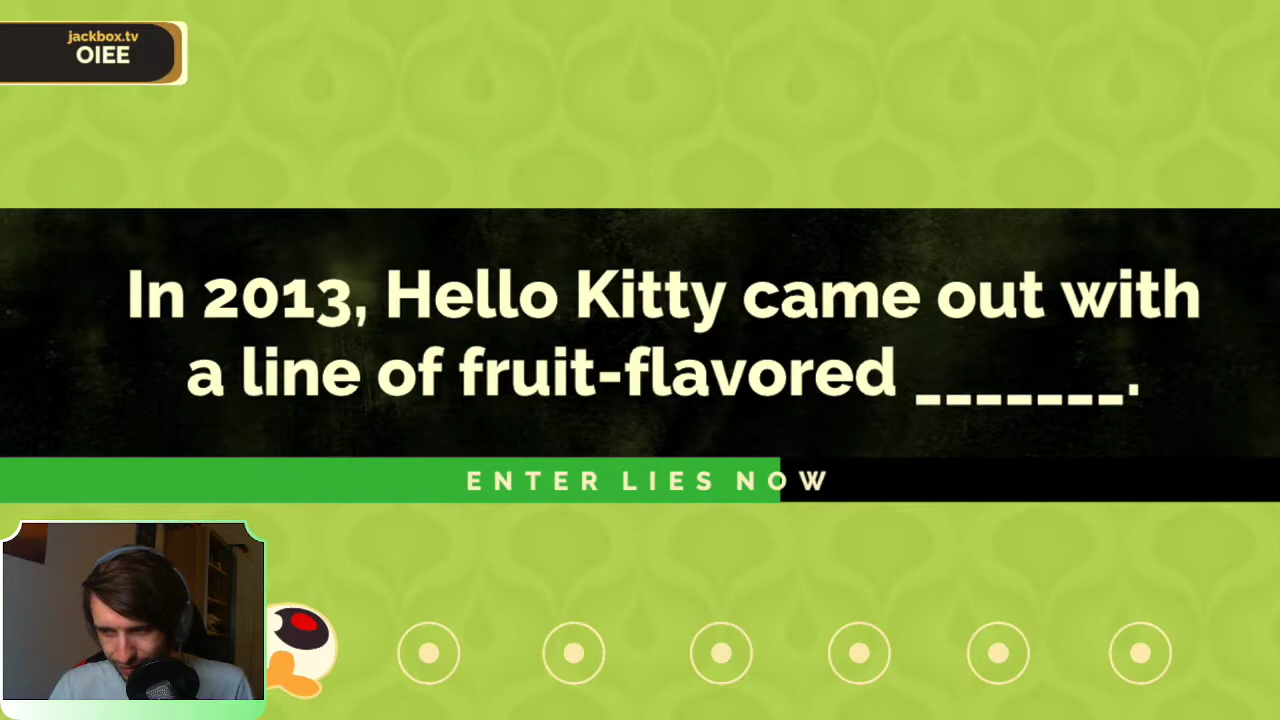 jackbox.tv
OIEE
In 2013, Hello Kitty came out with
a line of fruit-flavored _______.
ENTER LIES NOW